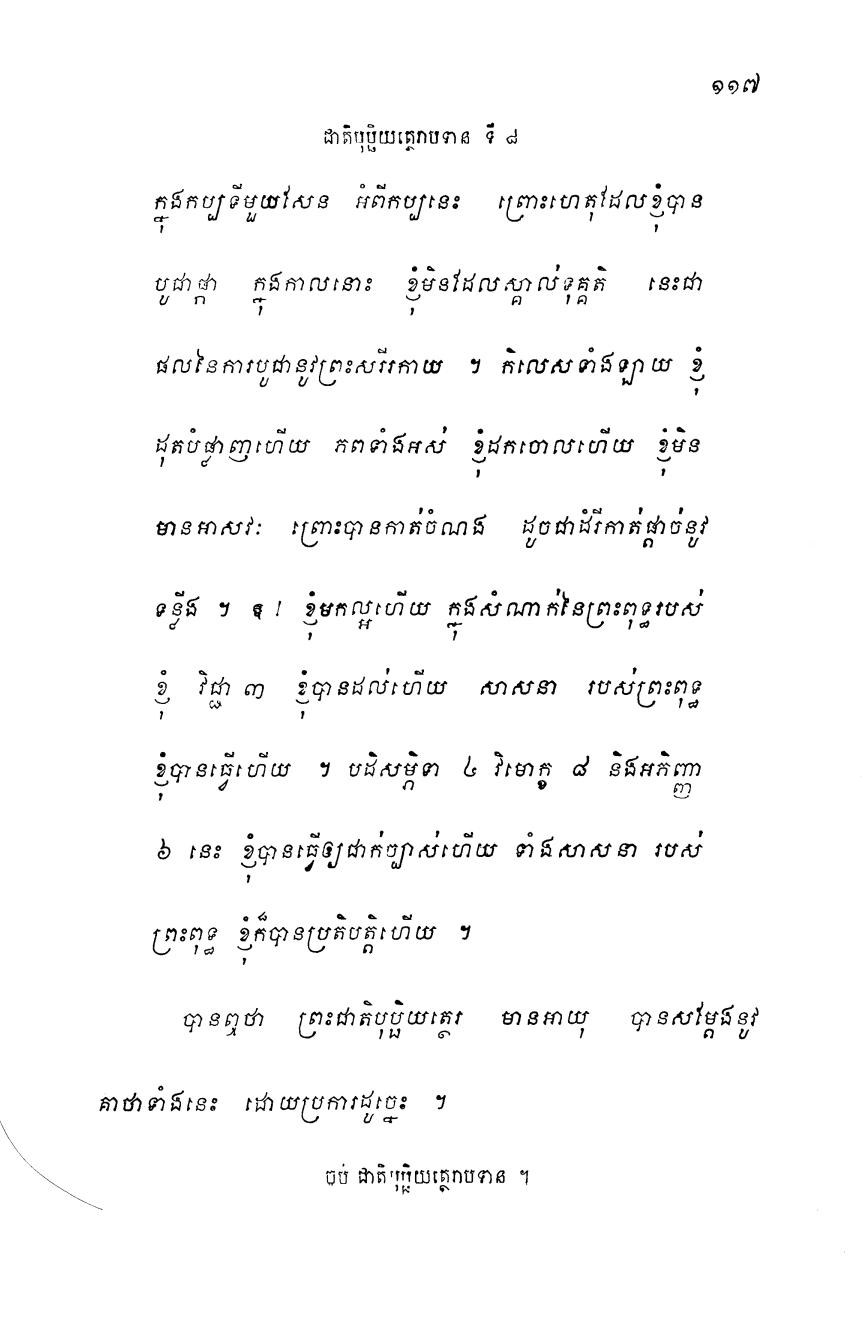 ១១៧
ជាតិបុប្ផិយត្ថេរាបទាន ទី ៨
ក្នុងកប្បទីមួយសែន អំពីកប្បនេះ ព្រោះហេតុដែលខ្ញុំបាន
បូជាផ្កា ក្នុងកាលនោះ ខ្ញុំមិនដែលស្គាល់ទុគ្គតិ នេះជា
ផលនៃការបូជានូវព្រះសរីរកាយ ។ កិលេសទាំងឡាយ ខ្ញុំ
ដុតបំផ្លាញហើយ ភពទាំងអស់ ខ្ញុំដកចោលហើយ ខ្ញុំមិន
មានអាសវៈ ព្រោះបានកាត់ចំណង ដូចជាដំរីកាត់ផ្តាច់នូវ
ទន្លីង ។ ឱ ! ខ្ញុំមកល្អហើយ ក្នុងសំណាក់នៃព្រះពុទ្ធរបស់
ខ្ញុំ វិជ្ជា ៣ ខ្ញុំបានដល់ហើយ សាសនា របស់ព្រះពុទ្ធ
ខ្ញុំបានធ្វើហើយ ។ បដិសម្ភិទា ៤ វិមោក្ខ ៨ និងអភិញ្ញា
៦ នេះ ខ្ញុំបានធ្វើឲ្យជាក់ច្បាស់ហើយ ទាំងសាសនា របស់
ព្រះពុទ្ធ ខ្ញុំក៏បានប្រតិបត្តិហើយ ។
បានឮថា ព្រះជាតិបុប្ផិយត្ថេរ មានអាយុ បានសម្តែងនូវ
គាថាទាំងនេះ ដោយប្រការដូច្នេះ ។
ចប់ ជាតិបុប្ផិយត្ថេរាបទាន ។